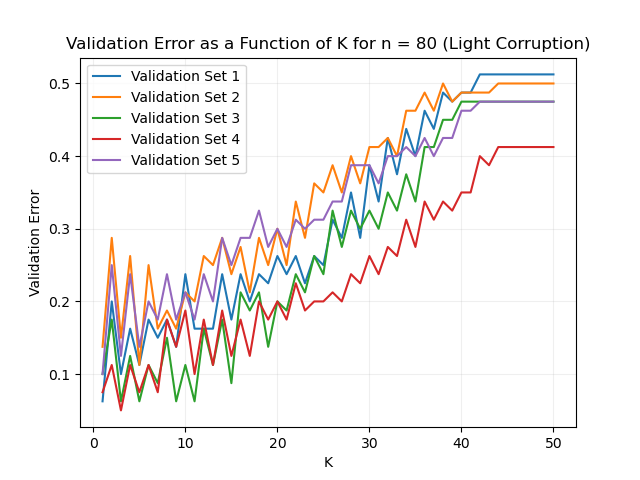 Validation Error as a Function of K for n = 80 (Light Corruption)
Validation Set 1
Validation Set 2
Validation Set 3
Validation Set 4
Validation Set 5
0.5
0.4
0.3
0.2
0.1
Validation Error
0 10 20 30 40 50
K